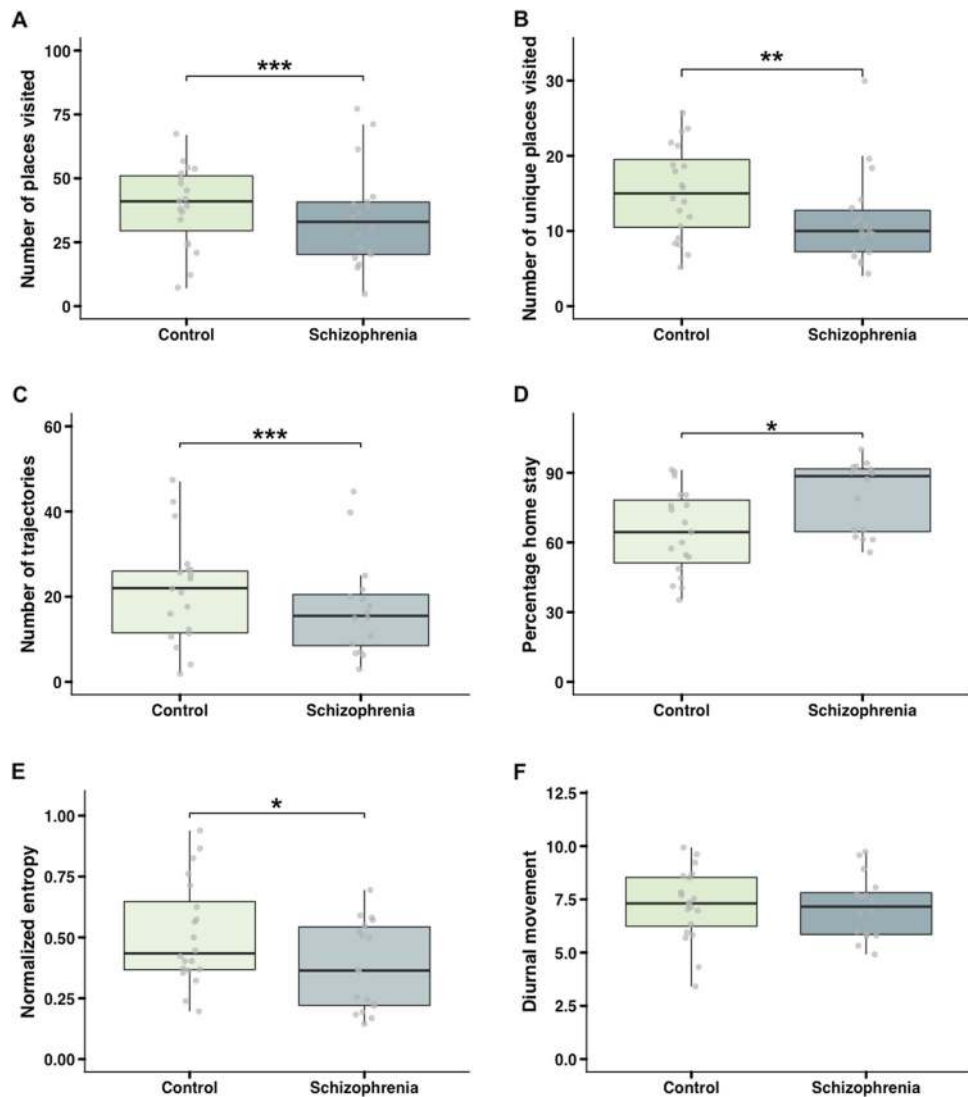 A
Number of places visited
100
75
50
25
0
***
Control
Schizophrenia
B
Number of unique places visited
30
20
10
0
**
Control
Schizophrenia
C
Number of trajectories
60
40
20
0
***
Control
Schizophrenia
D
Percentage home stay
90
60
30
0
*
Control
Schizophrenia
E
Normalized entropy
1.00
0.75
0.50
0.25
0.00
*
Control
Schizophrenia
F
Diurnal movement
12.5
10.0
7.5
5.0
2.5
0.0
Control
Schizophrenia